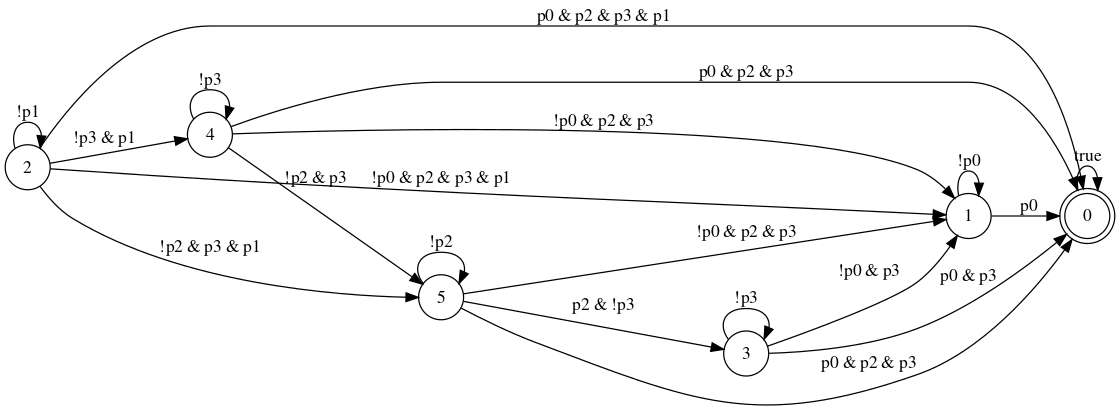 p0 & p2 & p3 & p1
p0 & p2 & p3
!p3
!p1
!p3 & p1
4
!p0 & p2 & p3
true
2
!p2 & p3
!p0 & p2 & p3 & p1
!p0
p0
1
0
!p2 & p3 & p1
!p2
!p0 & p2 & p3
!p0 & p3
p0 & p3
5
p2 & !p3
!p3
3
p0 & p2 & p3